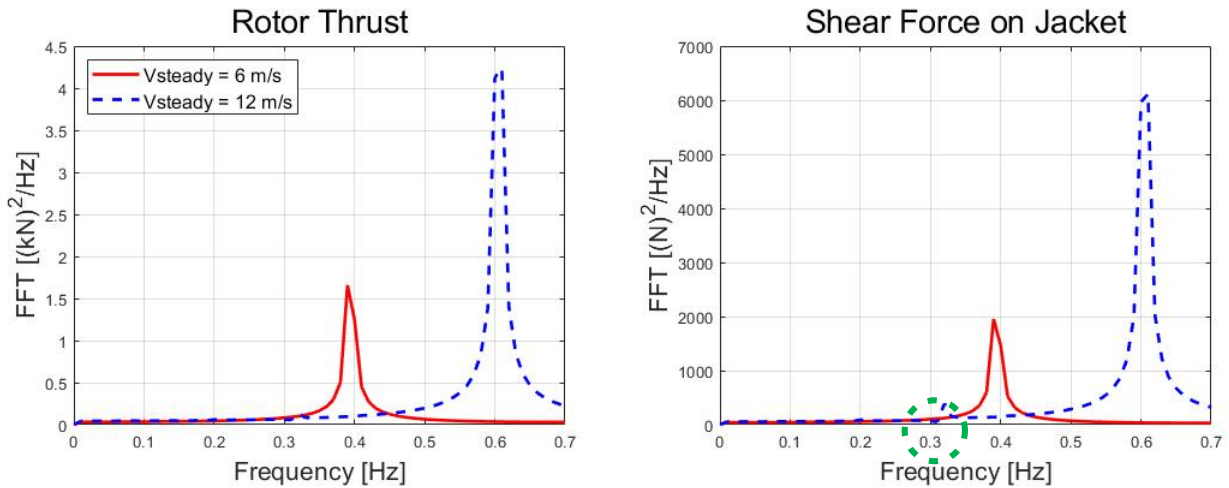 Rotor Thrust
FFT [(kN)²/Hz]
4.5
4
3.5
3
2.5
2
1.5
1
0.5
0
Vsteady = 6 m/s
Vsteady = 12 m/s
0 0.1 0.2 0.3 0.4 0.5 0.6 0.7
Frequency [Hz]
Shear Force on Jacket
FFT [(N)²/Hz]
7000
6000
5000
4000
3000
2000
1000
0
0 0.1 0.2 0.3 0.4 0.5 0.6 0.7
Frequency [Hz]